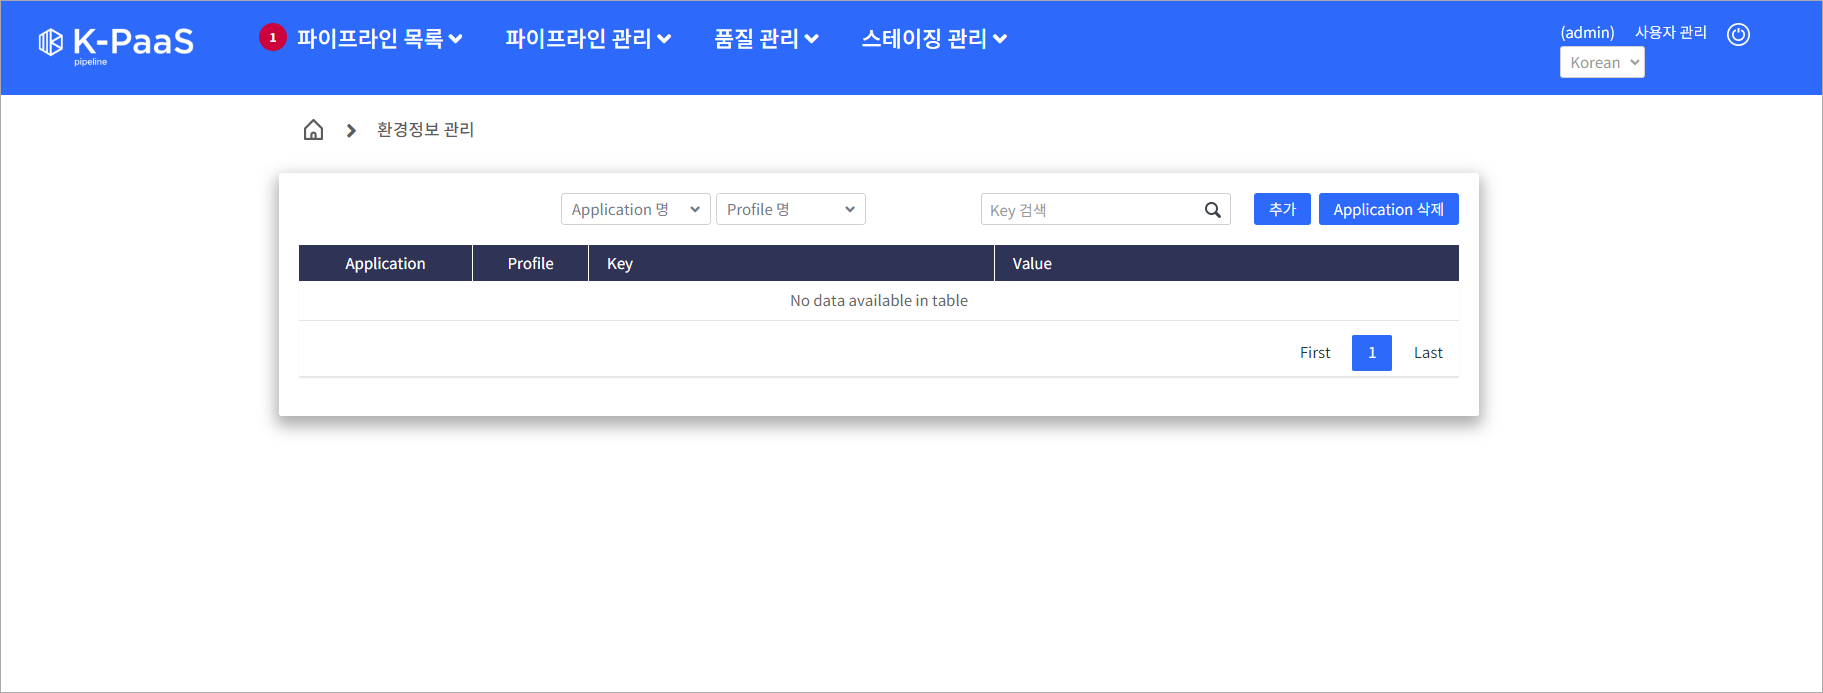 K-PaaS
pipeline
1 파이프라인 목록 파이프라인 관리 품질 관리 스테이징 관리
(admin) 사용자 관리
Korean
환경정보 관리
Application 명 Profile 명 Key 검색 추가 Application 삭제
Application Profile Key Value
No data available in table
First 1 Last